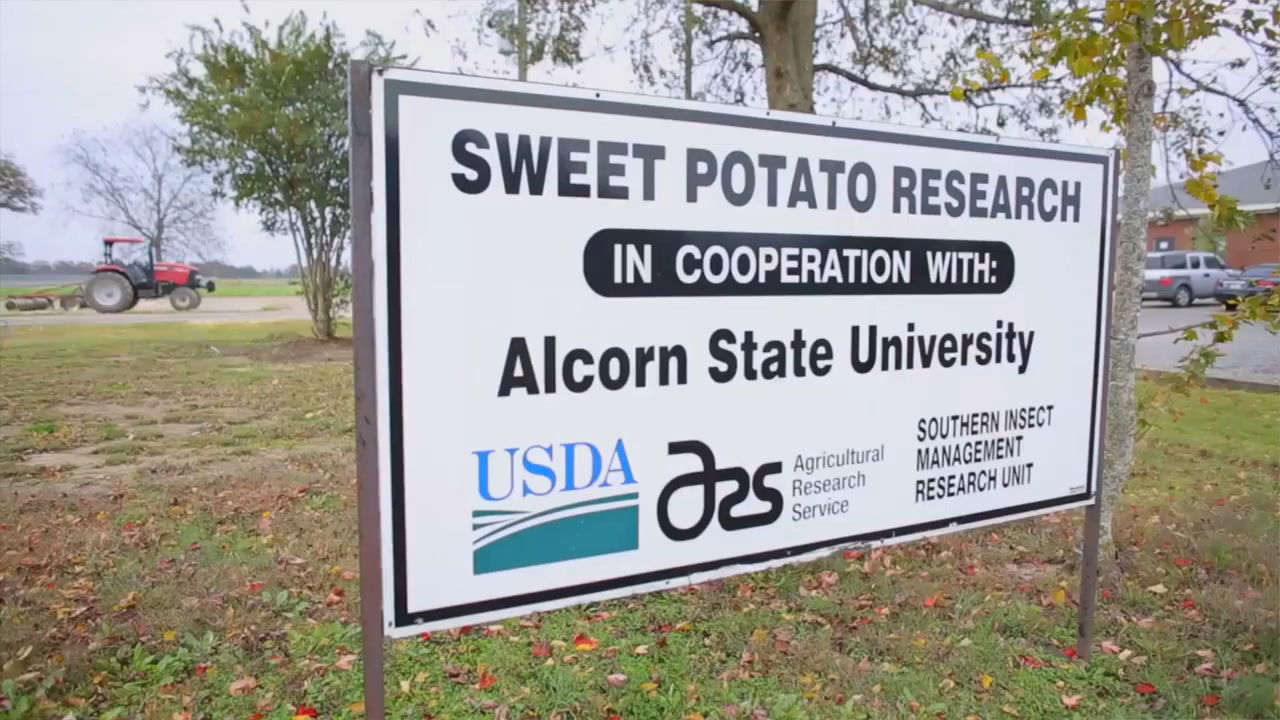 SWEET POTATO RESEARCH
IN COOPERATION WITH:
Alcorn State University
USDA
ars
Agricultural
Research
Service
SOUTHERN INSECT
MANAGEMENT
RESEARCH UNIT